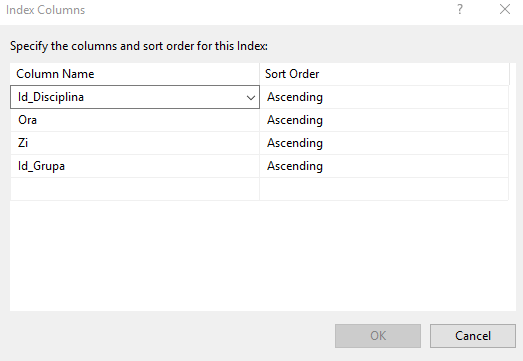 Index Columns
? ×
Specify the columns and sort order for this Index:
Column Name Sort Order
Id_Disciplina Ascending
Ora Ascending
Zi Ascending
Id_Grupa Ascending
OK Cancel